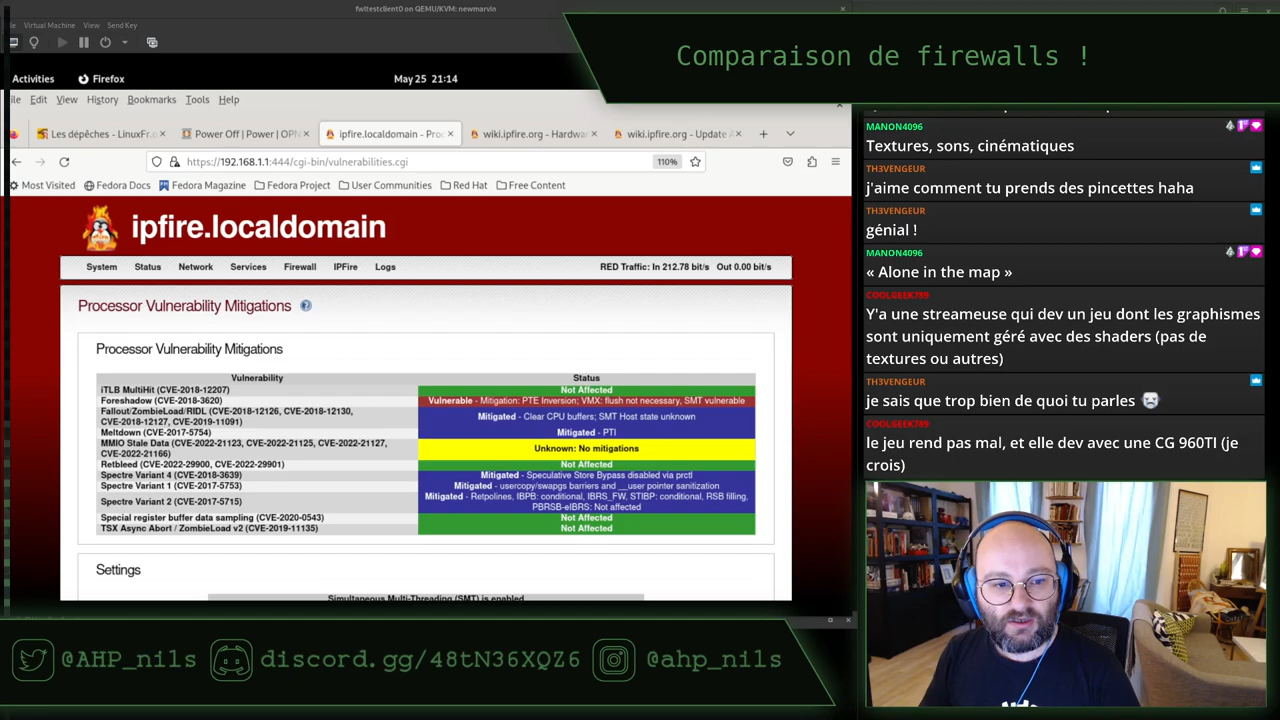 fwltestclient0 on QEMU/KVM: newmarvin
Virtual Machine View Send Key
Comparaison de firewalls !
Activities Firefox May 25 21:14
Edit View History Bookmarks Tools Help
Les dépêches - LinuxFr.o
Power Off | Power | OPN
ipfire.localdomain - Proc
wiki.ipfire.org - Hardwa
wiki.ipfire.org - Update A
https://192.168.1.1:444/cgi-bin/vulnerabilities.cgi 110%
Most Visited Fedora Docs Fedora Magazine Fedora Project User Communities Red Hat Free Content
ipfire.localdomain
System Status Network Services Firewall IPFire Logs RED Traffic: In 212.78 bit/s Out 0.00 bit/s
Processor Vulnerability Mitigations
Processor Vulnerability Mitigations
Vulnerability Status
iTLB MultiHit (CVE-2018-12207) Not Affected
Foreshadow (CVE-2018-3620) Vulnerable - Mitigation: PTE Inversion; VMX: flush not necessary, SMT vulnerable
Fallout/ZombieLoad/RIDL (CVE-2018-12126, CVE-2018-12130,
CVE-2018-12127, CVE-2019-11091) Mitigated - Clear CPU buffers; SMT Host state unknown
Meltdown (CVE-2017-5754) Mitigated - PTI
MMIO Stale Data (CVE-2022-21123, CVE-2022-21125, CVE-2022-21127,
CVE-2022-21166) Unknown: No mitigations
Retbleed (CVE-2022-29900, CVE-2022-29901) Not Affected
Spectre Variant 4 (CVE-2018-3639) Mitigated - Speculative Store Bypass disabled via prctl
Spectre Variant 1 (CVE-2017-5753) Mitigated - usercopy/swapgs barriers and __user pointer sanitization
Spectre Variant 2 (CVE-2017-5715) Mitigated - Retpolines, IBPB: conditional, IBRS_FW, STIBP: conditional, RSB filling,
PBRSB-eIBRS: Not affected
Special register buffer data sampling (CVE-2020-0543) Not Affected
TSX Async Abort / ZombieLoad v2 (CVE-2019-11135) Not Affected
Settings
Simultaneous Multi-Threading (SMT) is enabled
MANON4096
Textures, sons, cinématiques
TH3VENGEUR
j'aime comment tu prends des pincettes haha
TH3VENGEUR
génial !
MANON4096
« Alone in the map »
COOLGEEK789
Y'a une streameuse qui dev un jeu dont les graphismes
sont uniquement géré avec des shaders (pas de
textures ou autres)
TH3VENGEUR
je sais que trop bien de quoi tu parles
COOLGEEK789
le jeu rend pas mal, et elle dev avec une CG 960TI (je
crois)
@AHP_nils discord.gg/48tN36XQZ6 @ahp_nils